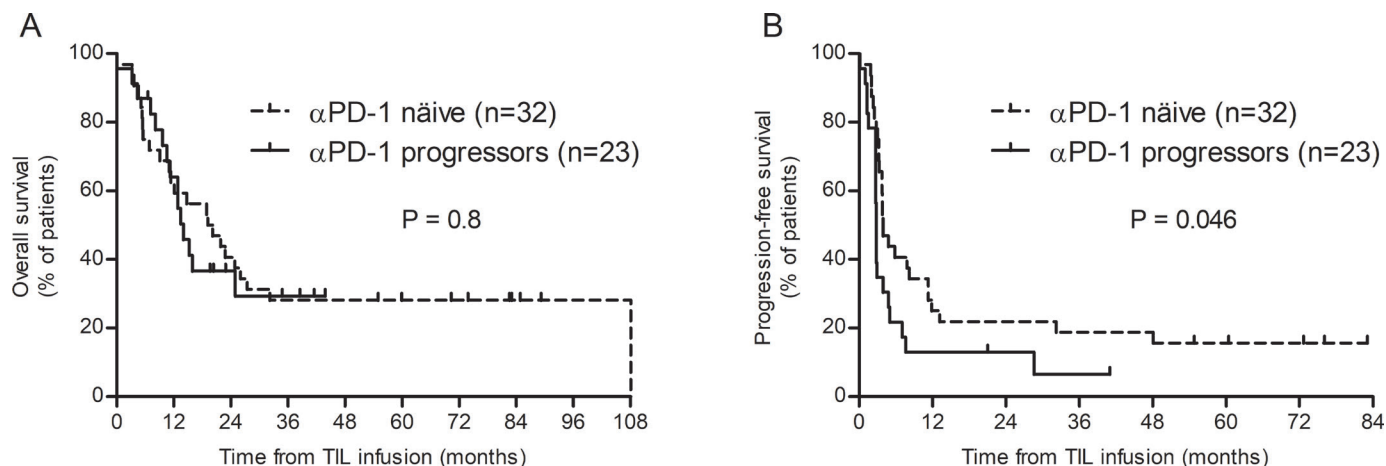 A
Overall survival
(% of patients)
100
80
60
40
20
0
αPD-1 näive (n=32)
αPD-1 progressors (n=23)
P = 0.8
0 12 24 36 48 60 72 84 96 108
Time from TIL infusion (months)
B
Progression-free survival
(% of patients)
100
80
60
40
20
0
αPD-1 näive (n=32)
αPD-1 progressors (n=23)
P = 0.046
0 12 24 36 48 60 72 84
Time from TIL infusion (months)